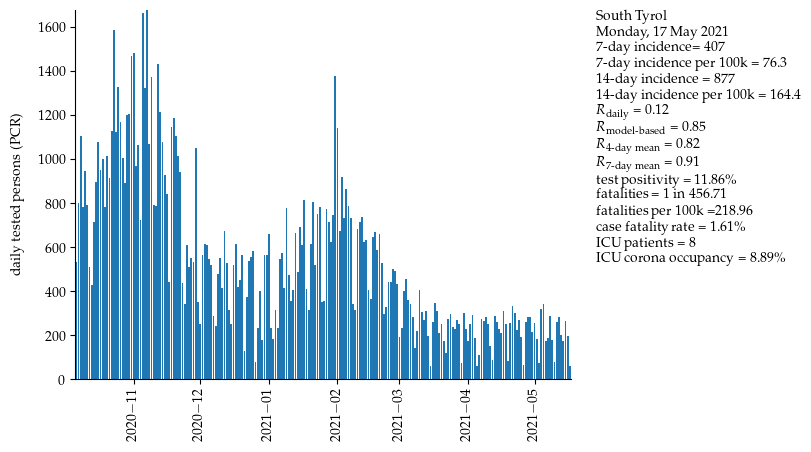 South Tyrol
Monday, 17 May 2021
7-day incidence= 407
7-day incidence per 100k = 76.3
14-day incidence = 877
14-day incidence per 100k = 164.4
R_daily = 0.12
R_model-based = 0.85
R_4-day mean = 0.82
R_7-day mean = 0.91
test positivity = 11.86%
fatalities = 1 in 456.71
fatalities per 100k =218.96
case fatality rate = 1.61%
ICU patients = 8
ICU corona occupancy = 8.89%
daily tested persons (PCR)
1600
1400
1200
1000
800
600
400
200
0
2020−11
2020−12
2021−01
2021−02
2021−03
2021−04
2021−05